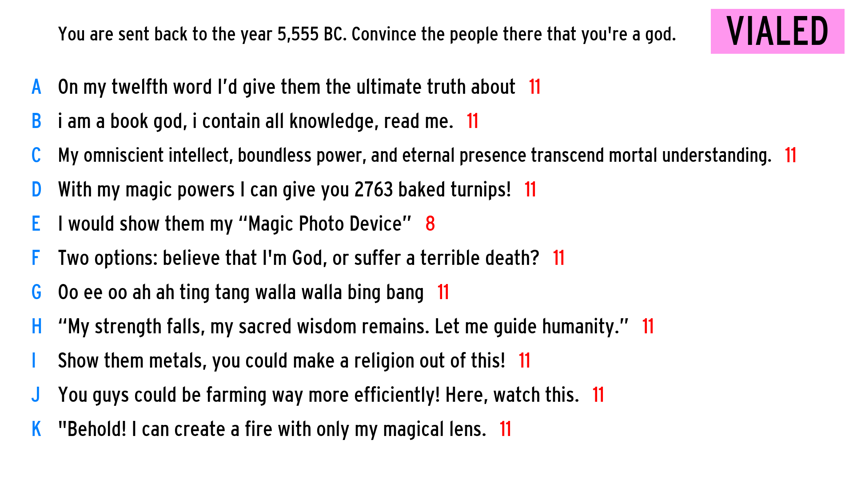 You are sent back to the year 5,555 BC. Convince the people there that you're a god.
VIALED
A On my twelfth word I'd give them the ultimate truth about 11
B i am a book god, i contain all knowledge, read me. 11
C My omniscient intellect, boundless power, and eternal presence transcend mortal understanding. 11
D With my magic powers I can give you 2763 baked turnips! 11
E I would show them my “Magic Photo Device” 8
F Two options: believe that I'm God, or suffer a terrible death? 11
G Oo ee oo ah ah ting tang walla walla bing bang 11
H “My strength falls, my sacred wisdom remains. Let me guide humanity.” 11
I Show them metals, you could make a religion out of this! 11
J You guys could be farming way more efficiently! Here, watch this. 11
K "Behold! I can create a fire with only my magical lens. 11